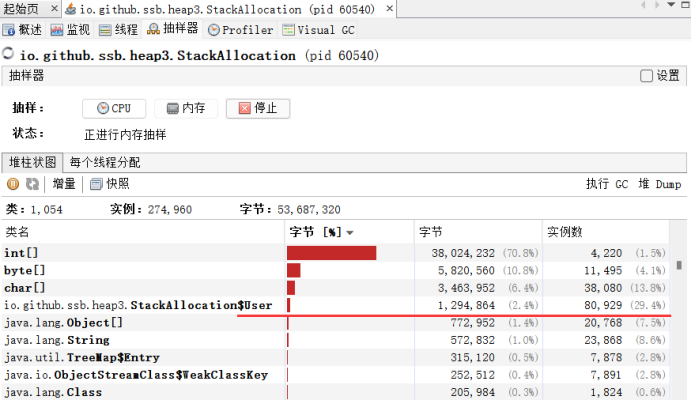 起始页 × io.github.ssb.heap3.StackAllocation (pid 60540) ×
概述 监视 线程 抽样器 Profiler Visual GC
io.github.ssb.heap3.StackAllocation (pid 60540)
抽样器 设置
抽样： CPU 内存 停止
状态： 正进行内存抽样
堆柱状图 每个线程分配
增量 快照 执行 GC 堆 Dump
类：1,054 实例：274,960 字节：53,687,320
类名 字节 [%] 字节 实例数
int[] 38,024,232 (70.8%) 4,220 (1.5%)
byte[] 5,820,560 (10.8%) 11,495 (4.1%)
char[] 3,463,952 (6.4%) 38,080 (13.8%)
io.github.ssb.heap3.StackAllocation$User 1,294,864 (2.4%) 80,929 (29.4%)
java.lang.Object[] 772,952 (1.4%) 20,768 (7.5%)
java.lang.String 572,832 (1.0%) 23,868 (8.6%)
java.util.TreeMap$Entry 315,120 (0.5%) 7,878 (2.8%)
java.io.ObjectStreamClass$WeakClassKey 252,512 (0.4%) 7,891 (2.8%)
java.lang.Class 205,984 (0.3%) 1,824 (0.6%)